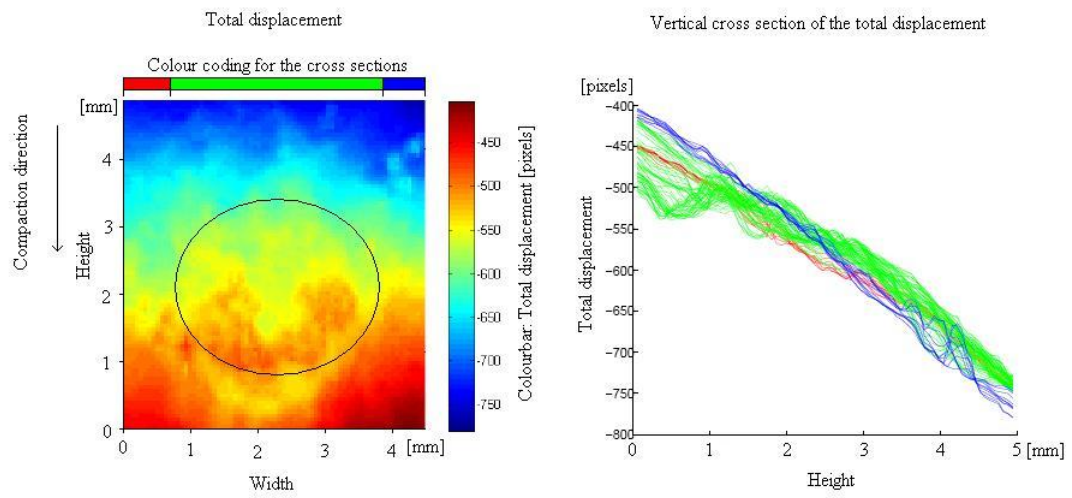 Total displacement
Colour coding for the cross sections
[mm]
Compaction direction
Height
4
3
2
1
0
0
1
2
3
4
[mm]
Width
-450
-500
-550
-600
-650
-700
-750
Colourbar: Total displacement [pixels]
Vertical cross section of the total displacement
[pixels]
-400
-450
-500
-550
-600
-650
-700
-750
-800
Total displacement
0
1
2
3
4
5
[mm]
Height